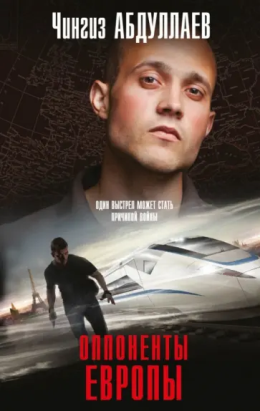 Чингиз АБДУЛЛАЕВ
ОДИН ВЫСТРЕЛ МОЖЕТ СТАТЬ
ПРИЧИНОЙ ВОЙНЫ
ОППОНЕНТЫ
ЕВРОПЫ